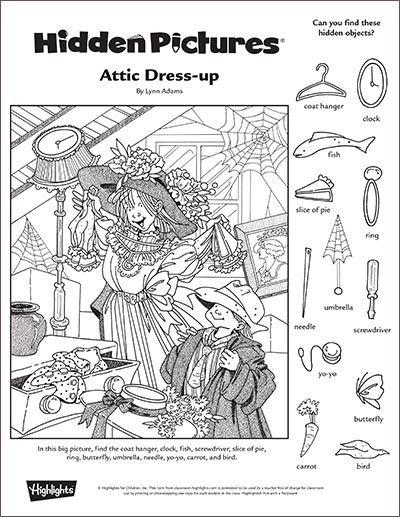 Hidden Pictures®
Attic Dress-up
By Lynn Adams
Can you find these
hidden objects?
coat hanger
clock
fish
slice of pie
ring
umbrella
needle
screwdriver
yo-yo
butterfly
carrot
bird
In this big picture, find the coat hanger, clock, fish, screwdriver, slice of pie,
ring, butterfly, umbrella, needle, yo-yo, carrot, and bird.
Highlights
© Highlights for Children, Inc. This item from classroom.highlights.com is permitted to be used by a teacher free of charge for classroom
use by printing or photocopying one copy for each student in the class. Highlights® Fun with a Purpose®